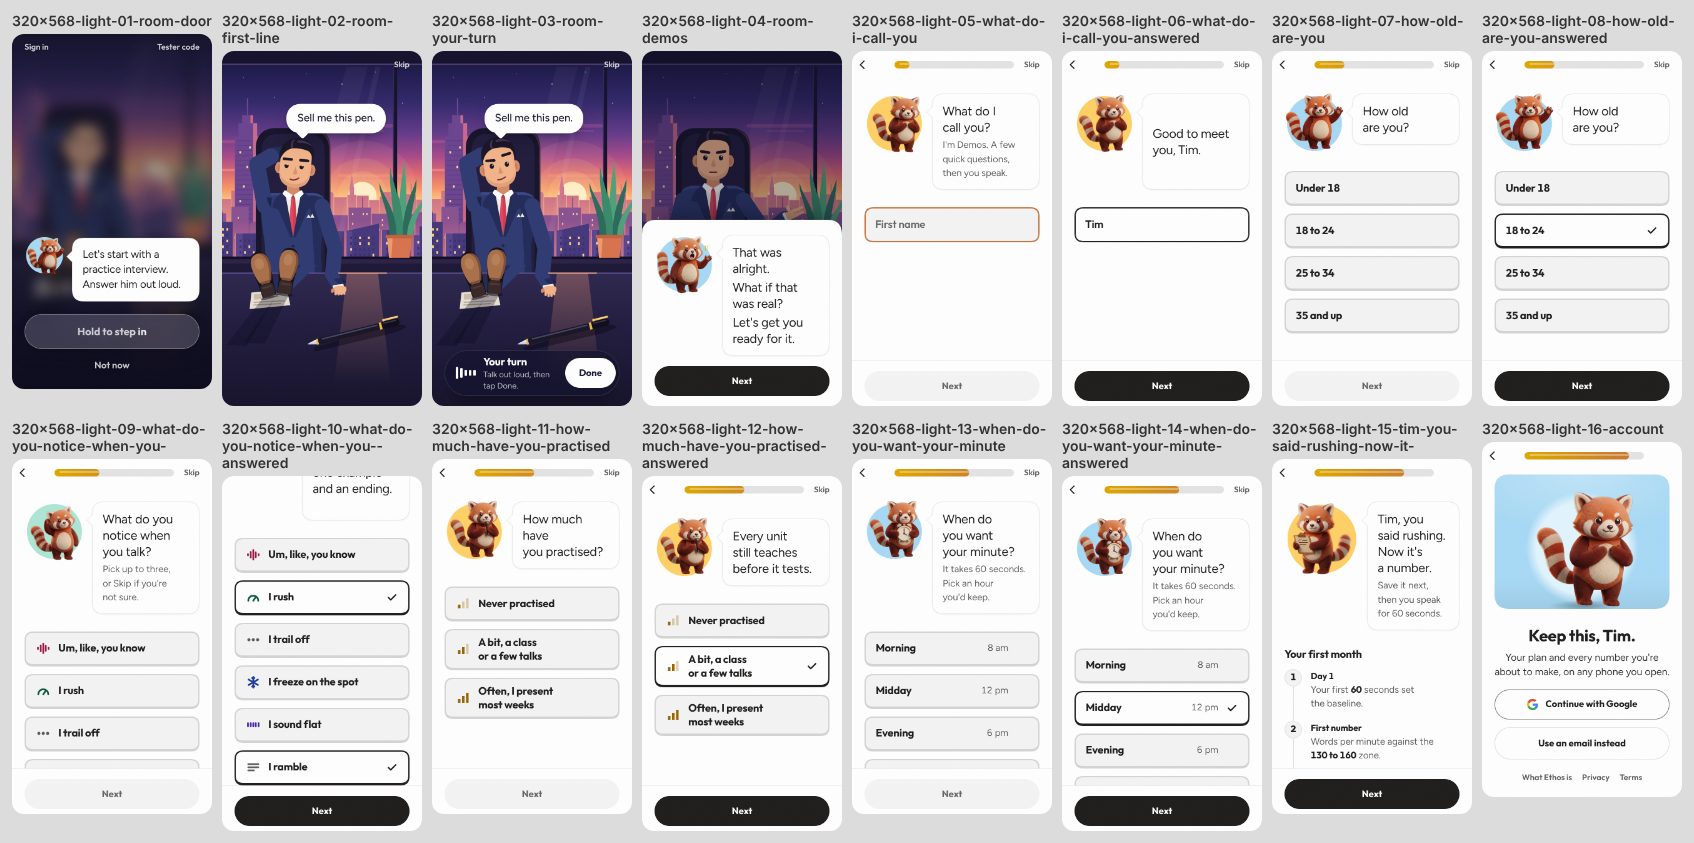 320×568-light-01-room-door
Sign in
Tester code
Let's start with a
practice interview.
Answer him out loud.
Hold to step in
Not now
320×568-light-02-room-
first-line
Skip
Sell me this pen.
320×568-light-03-room-
your-turn
Skip
Sell me this pen.
Your turn
Talk out loud, then
tap Done.
Done
320×568-light-04-room-
demos
That was
alright.
What if that
was real?
Let's get you
ready for it.
Next
320×568-light-05-what-do-
i-call-you
Skip
What do I
call you?
I'm Demos. A few
quick questions,
then you speak.
First name
Next
320×568-light-06-what-do-
i-call-you-answered
Skip
Good to meet
you, Tim.
Tim
Next
320×568-light-07-how-old-
are-you
Skip
How old
are you?
Under 18
18 to 24
25 to 34
35 and up
Next
320×568-light-08-how-old-
are-you-answered
Skip
How old
are you?
Under 18
18 to 24
25 to 34
35 and up
Next
320×568-light-09-what-do-
you-notice-when-you-
Skip
What do you
notice when
you talk?
Pick up to three,
or Skip if you're
not sure.
Um, like, you know
I rush
I trail off
Next
320×568-light-10-what-do-
you-notice-when-you--
answered
and an ending.
Um, like, you know
I rush
I trail off
I freeze on the spot
I sound flat
I ramble
Next
320×568-light-11-how-
much-have-you-practised
Skip
How much
have
you practised?
Never practised
A bit, a class
or a few talks
Often, I present
most weeks
Next
320×568-light-12-how-
much-have-you-practised-
answered
Skip
Every unit
still teaches
before it tests.
Never practised
A bit, a class
or a few talks
Often, I present
most weeks
Next
320×568-light-13-when-do-
you-want-your-minute
Skip
When do
you want
your minute?
It takes 60 seconds.
Pick an hour
you'd keep.
Morning 8 am
Midday 12 pm
Evening 6 pm
Next
320×568-light-14-when-do-
you-want-your-minute-
answered
Skip
When do
you want
your minute?
It takes 60 seconds.
Pick an hour
you'd keep.
Morning 8 am
Midday 12 pm
Evening 6 pm
Next
320×568-light-15-tim-you-
said-rushing-now-it-
Tim, you
said rushing.
Now it's
a number.
Save it next,
then you speak
for 60 seconds.
Your first month
1 Day 1
Your first 60 seconds set
the baseline.
2 First number
Words per minute against the
130 to 160 zone.
Next
320×568-light-16-account
Keep this, Tim.
Your plan and every number you're
about to make, on any phone you open.
Continue with Google
Use an email instead
What Ethos is
Privacy
Terms